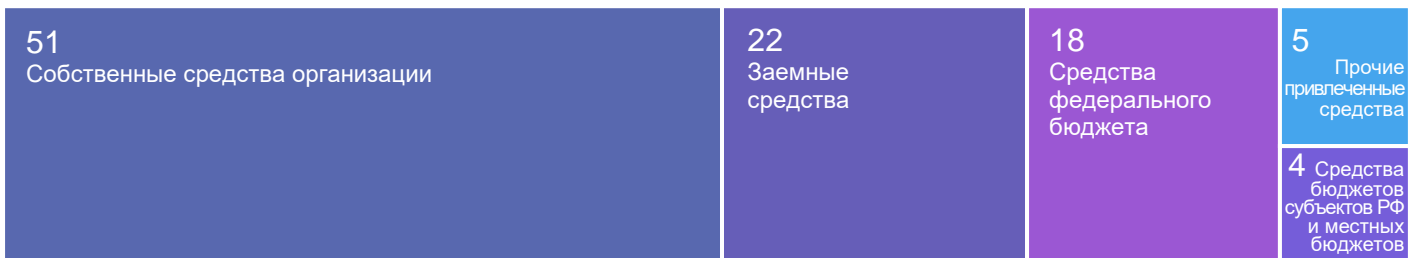 51
Собственные средства организации
22
Заемные
средства
18
Средства
федерального
бюджета
5
Прочие
привлеченные
средства
4 Средства
бюджетов
субъектов РФ
и местных
бюджетов